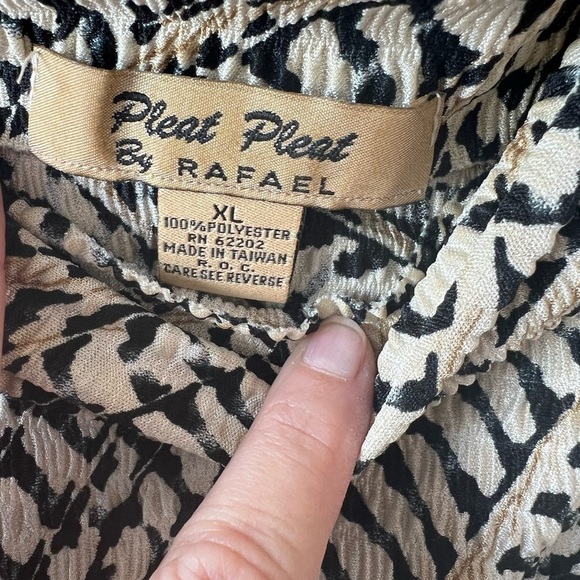 Pleat Pleat
By RAFAEL
XL
100% POLYESTER
RN 62202
MADE IN TAIWAN
R.O.C.
CARE SEE REVERSE